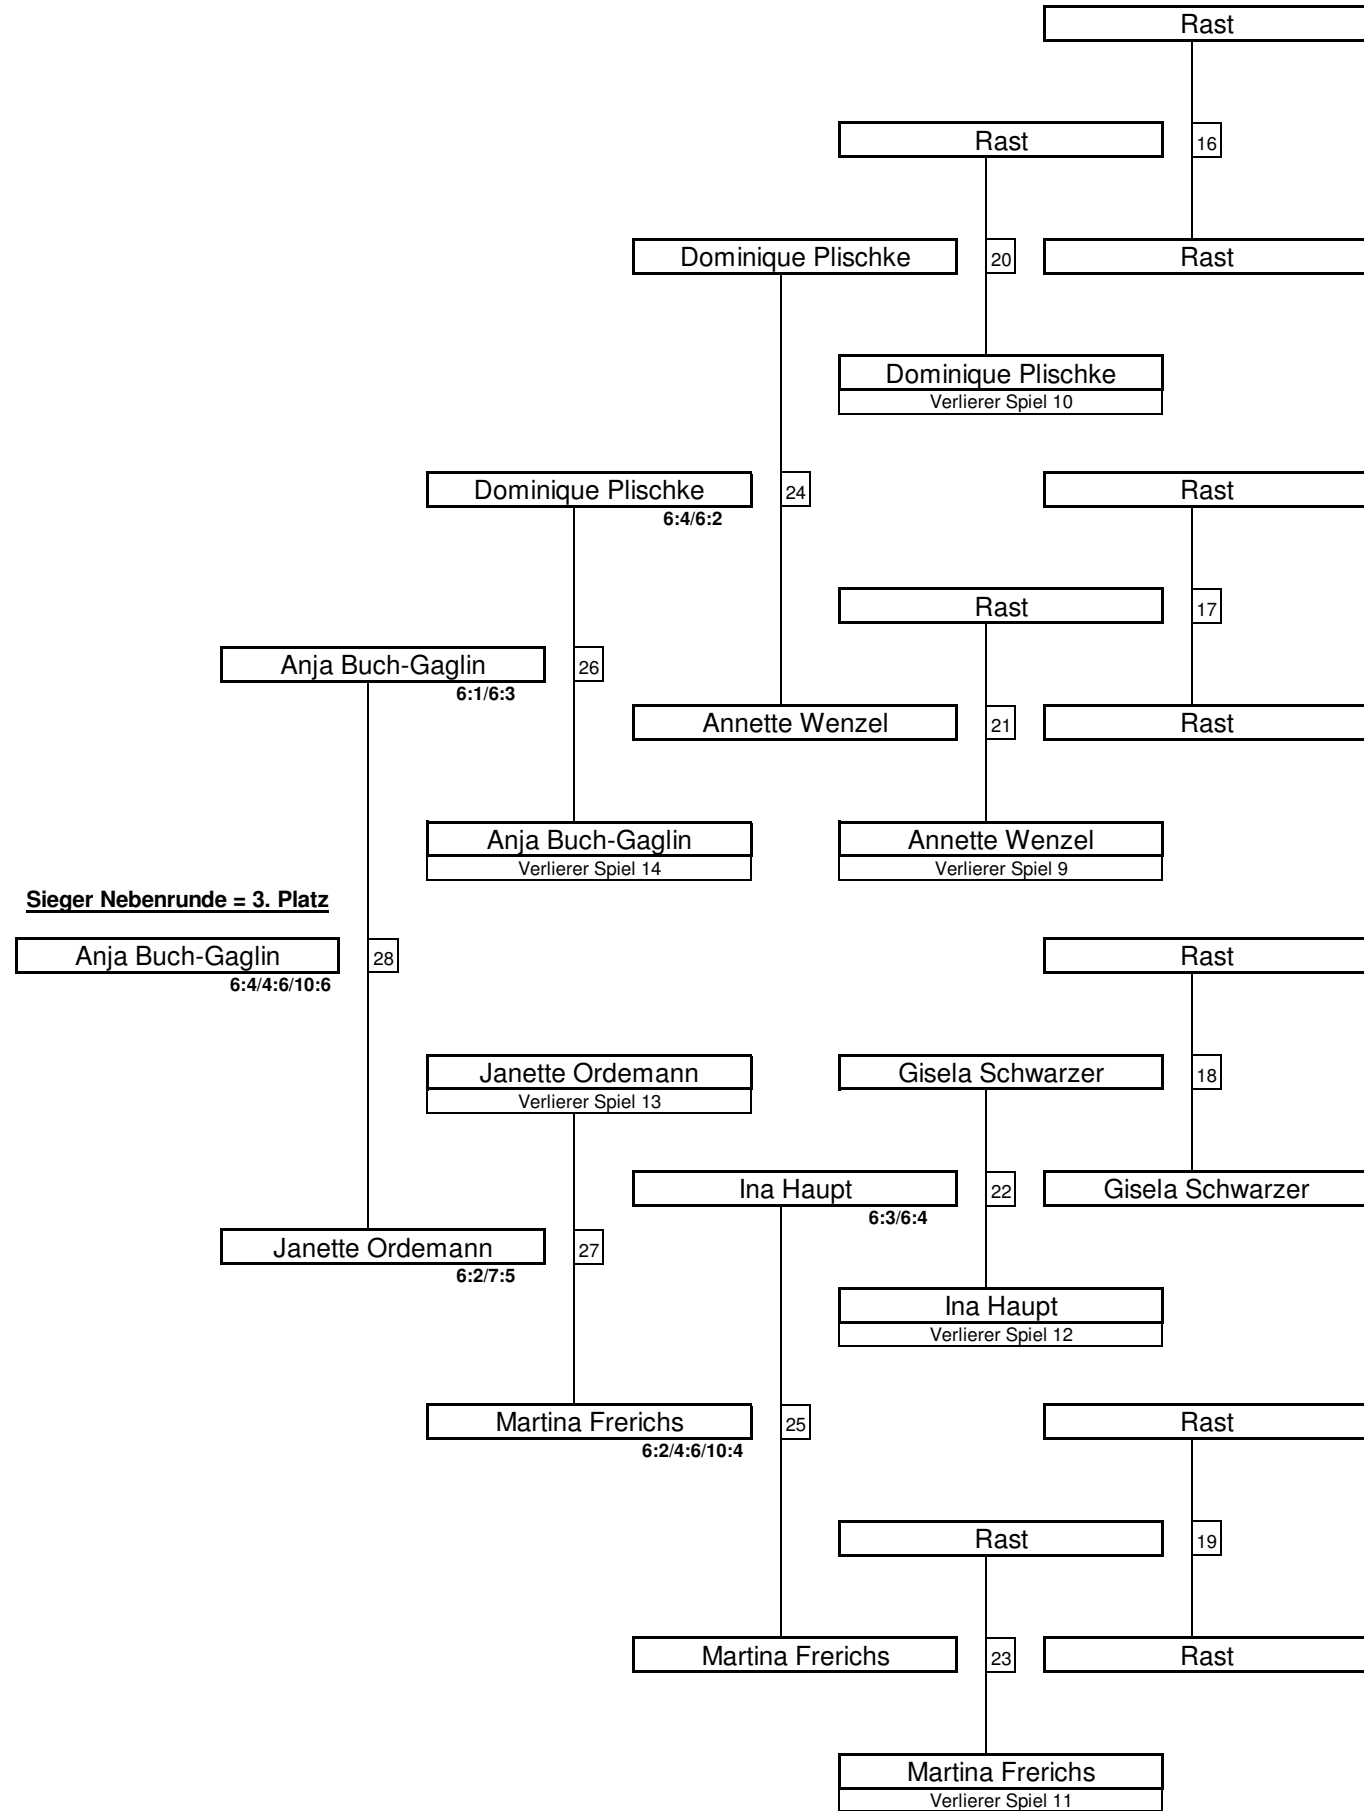 Rast
Rast
16
Dominique Plischke
20
Rast
Dominique Plischke
Verlierer Spiel 10
Dominique Plischke
24
Rast
6:4/6:2
Rast
17
Anja Buch-Gaglin
26
6:1/6:3
Annette Wenzel
21
Rast
Anja Buch-Gaglin
Annette Wenzel
Verlierer Spiel 14
Verlierer Spiel 9
Sieger Nebenrunde = 3. Platz
Anja Buch-Gaglin
28
Rast
6:4/4:6/10:6
Janette Ordemann
Gisela Schwarzer
18
Verlierer Spiel 13
Ina Haupt
22
Gisela Schwarzer
6:3/6:4
Janette Ordemann
27
6:2/7:5
Ina Haupt
Verlierer Spiel 12
Martina Frerichs
25
Rast
6:2/4:6/10:4
Rast
19
Martina Frerichs
23
Rast
Martina Frerichs
Verlierer Spiel 11